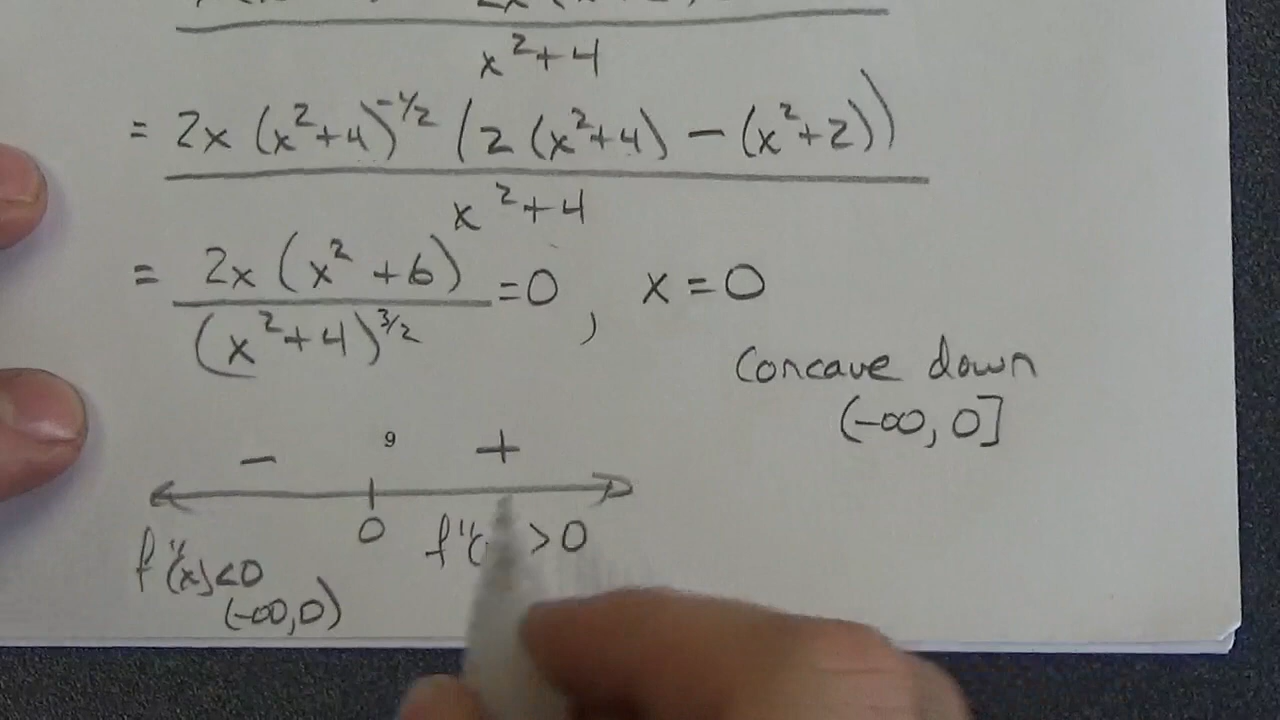 x²+4
= 2x (x²+4)^-1/2 (2 (x²+4) - (x²+2))
x²+4
= 2x (x² +6) =0 , x=0
(x²+4)^3/2
Concave down
(-∞, 0]
- 9 +
0
f"(x)<0 f"( >0
(-∞,0)